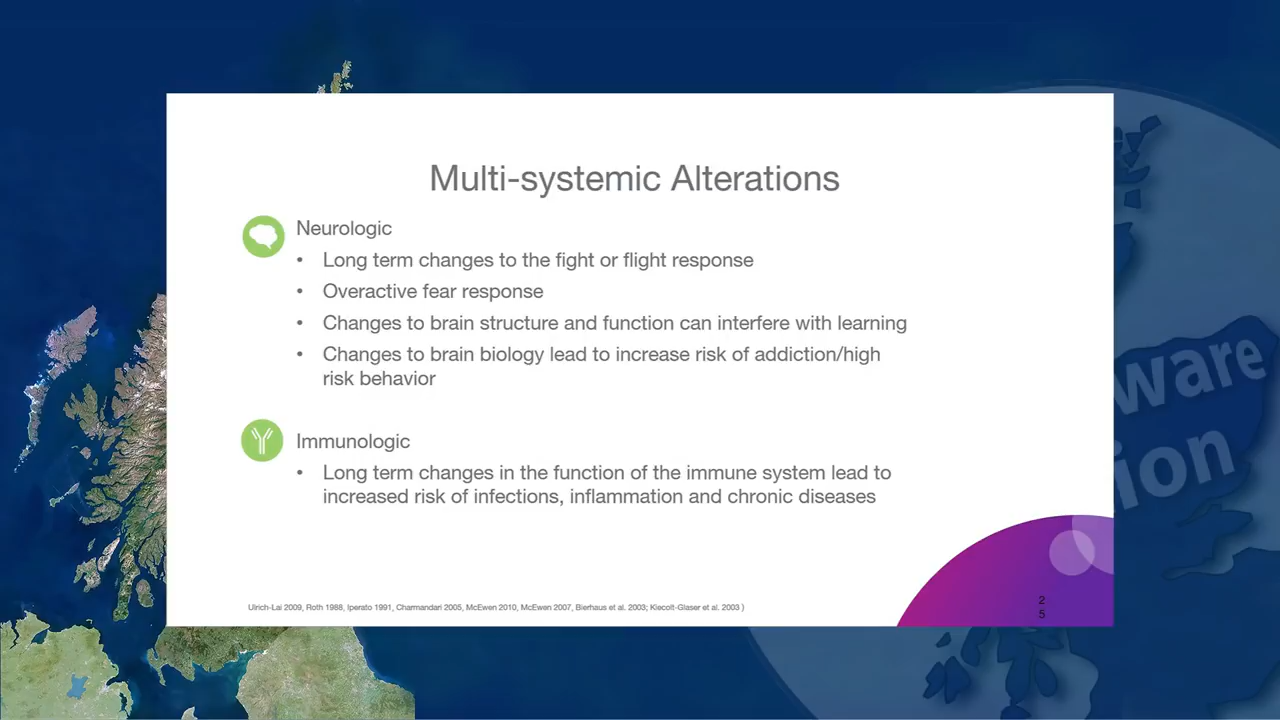 Multi-systemic Alterations
Neurologic
• Long term changes to the fight or flight response
• Overactive fear response
• Changes to brain structure and function can interfere with learning
• Changes to brain biology lead to increase risk of addiction/high
risk behavior
Immunologic
• Long term changes in the function of the immune system lead to
increased risk of infections, inflammation and chronic diseases
Ulrich-Lai 2009, Roth 1988, Iperato 1991, Charmandari 2005, McEwen 2010, McEwen 2007, Bierhaus et al. 2003; Kiecolt-Glaser et al. 2003 )
2
5
ware
ion